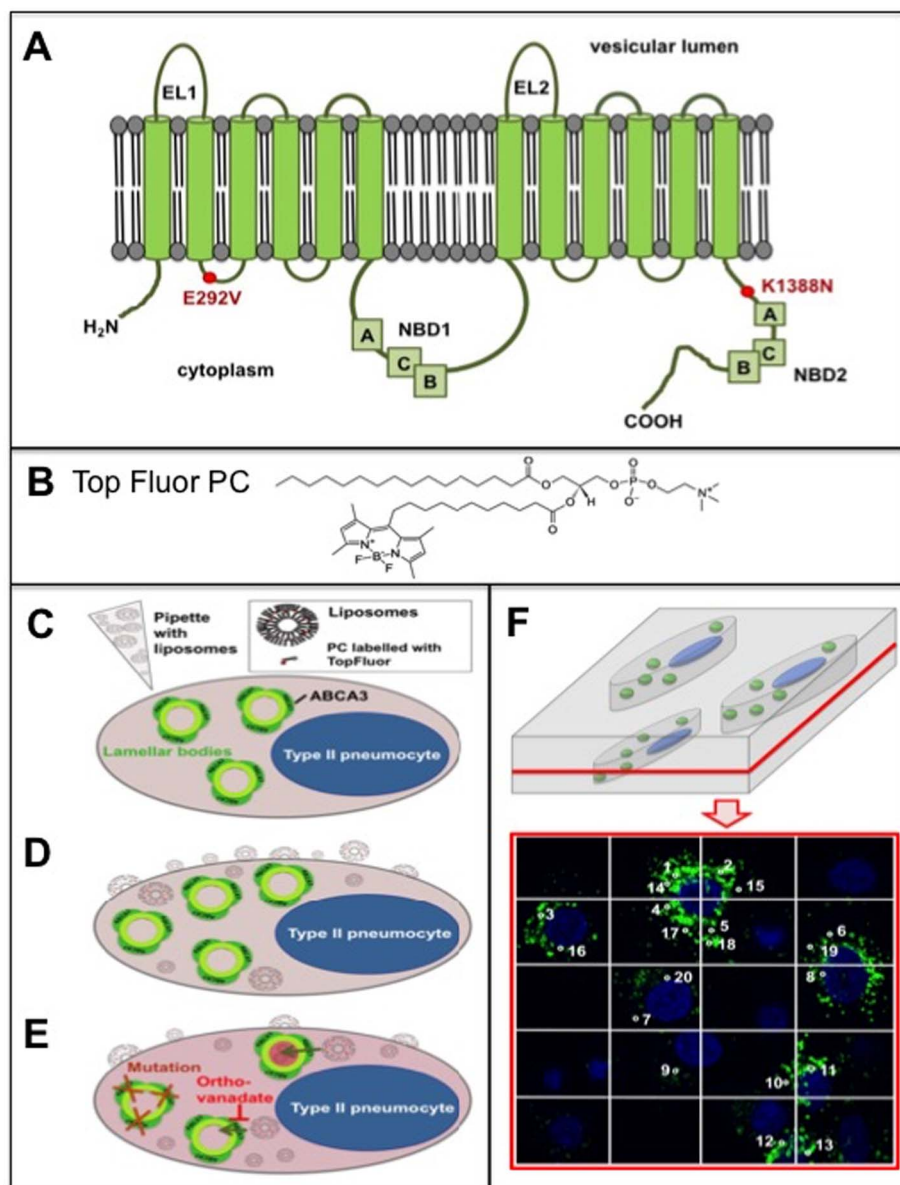 A
vesicular lumen
EL1
EL2
E292V
K1388N
H₂N
A
NBD1
C
B
cytoplasm
A
C
B
NBD2
COOH
B Top Fluor PC
O
O
O
P
O
O
O⁻
N⁺
O
H
O
N⁺
N
B⁻
F
F
C
Pipette
with
liposomes
Liposomes
PC labelled with
TopFluor
ABCA3
Lamellar bodies
Type II pneumocyte
D
Type II pneumocyte
E
Mutation
Ortho-
vanadate
Type II pneumocyte
F
1
2
14
15
3
4
5
6
17
18
19
16
8
20
7
9
11
10
12
13